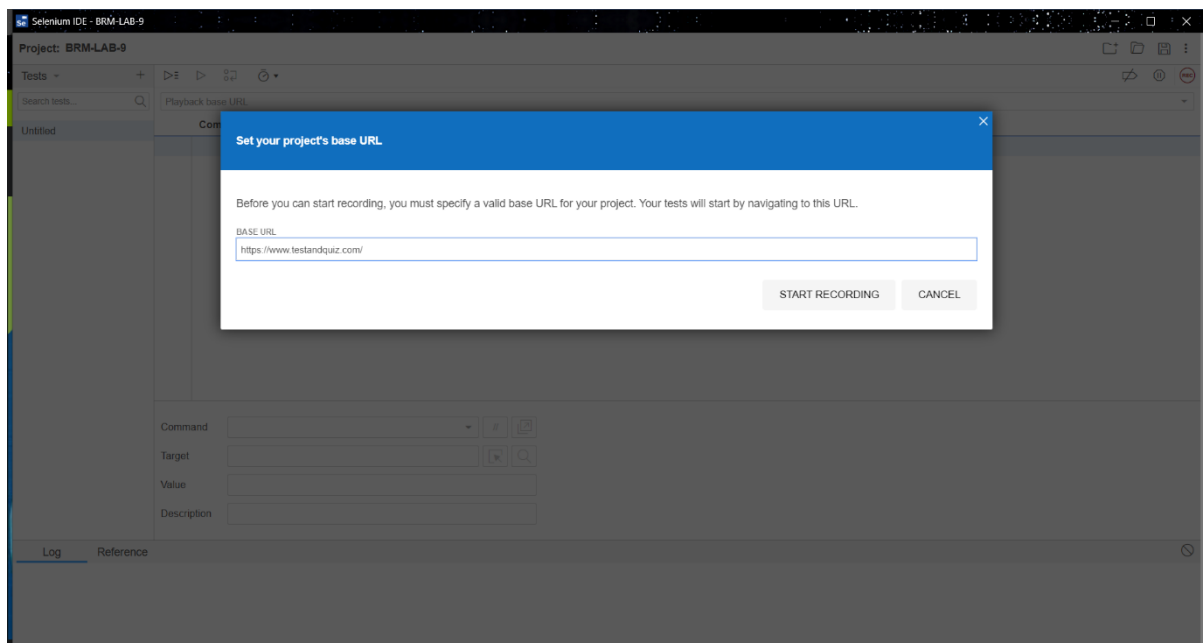 Selenium IDE - BRM-LAB-9
Project: BRM-LAB-9
Tests
Search tests...
Playback base URL
Untitled
Com
Set your project's base URL
Before you can start recording, you must specify a valid base URL for your project. Your tests will start by navigating to this URL.
BASE URL
https://www.testandquiz.com/
START RECORDING CANCEL
Command
Target
Value
Description
Log Reference